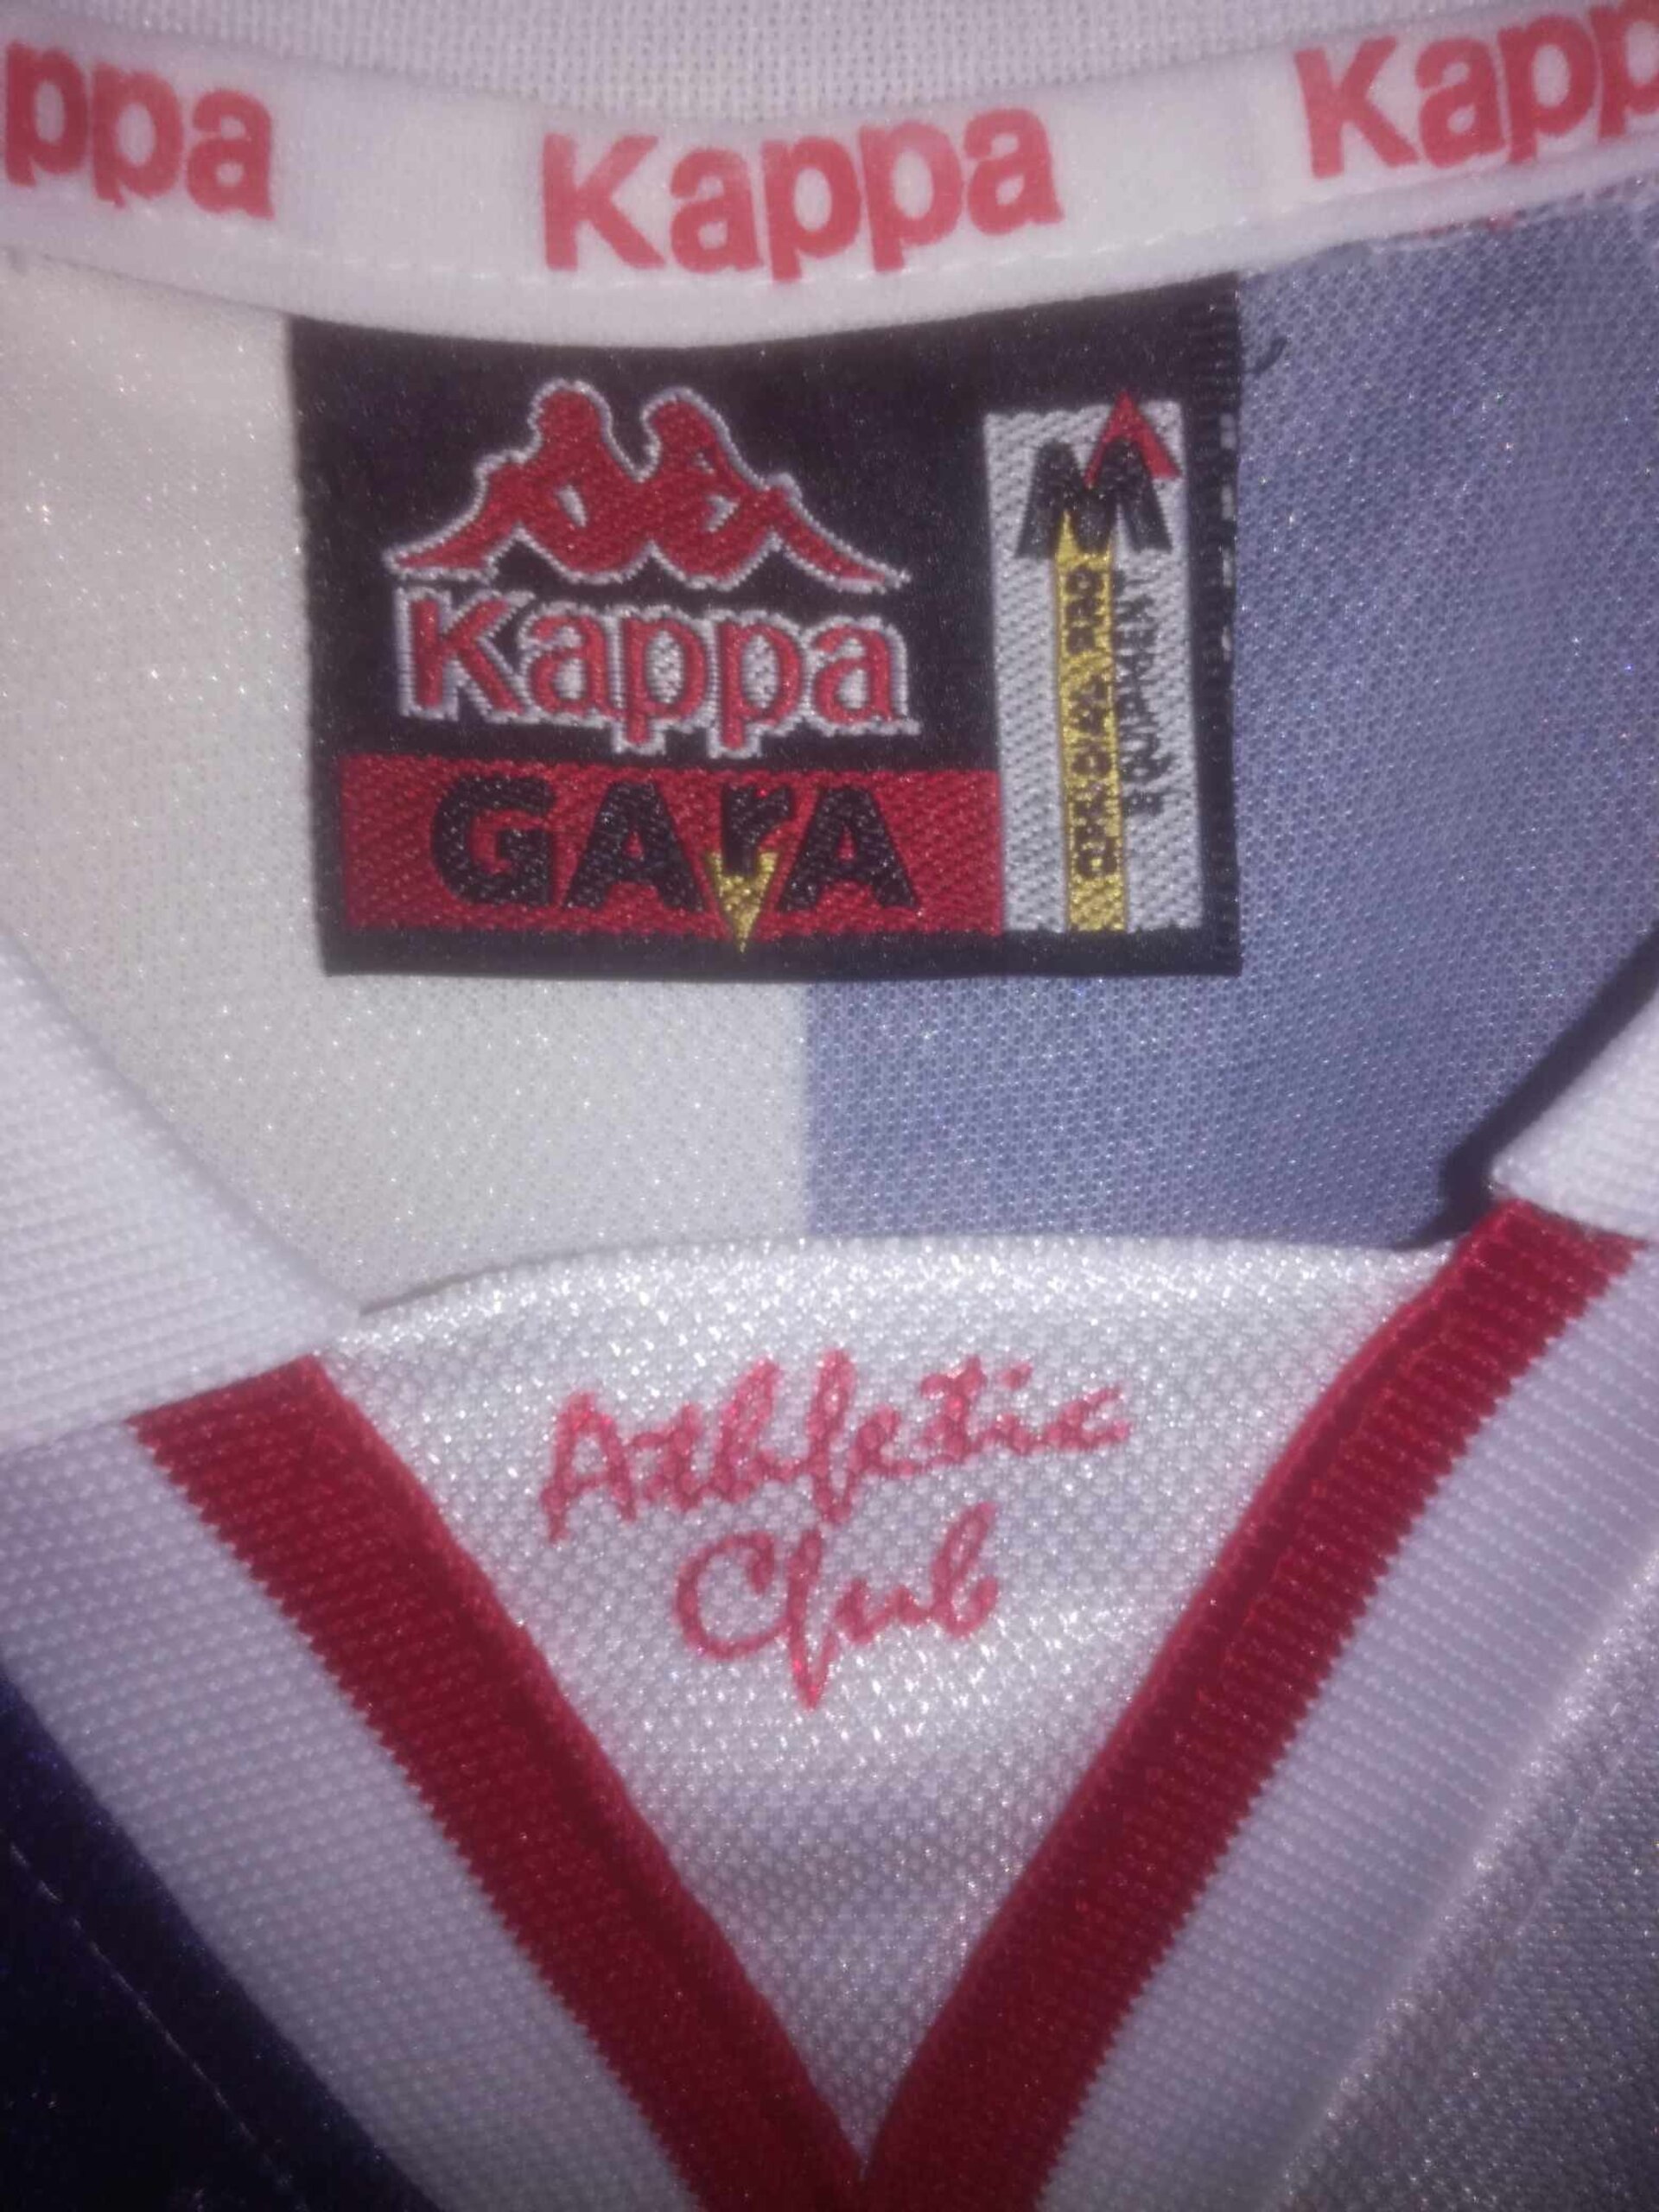 ppa Kappa Kapp
Kappa
GArA
OFFICIAL PRO
EQUIPMENT
Athletic
Club